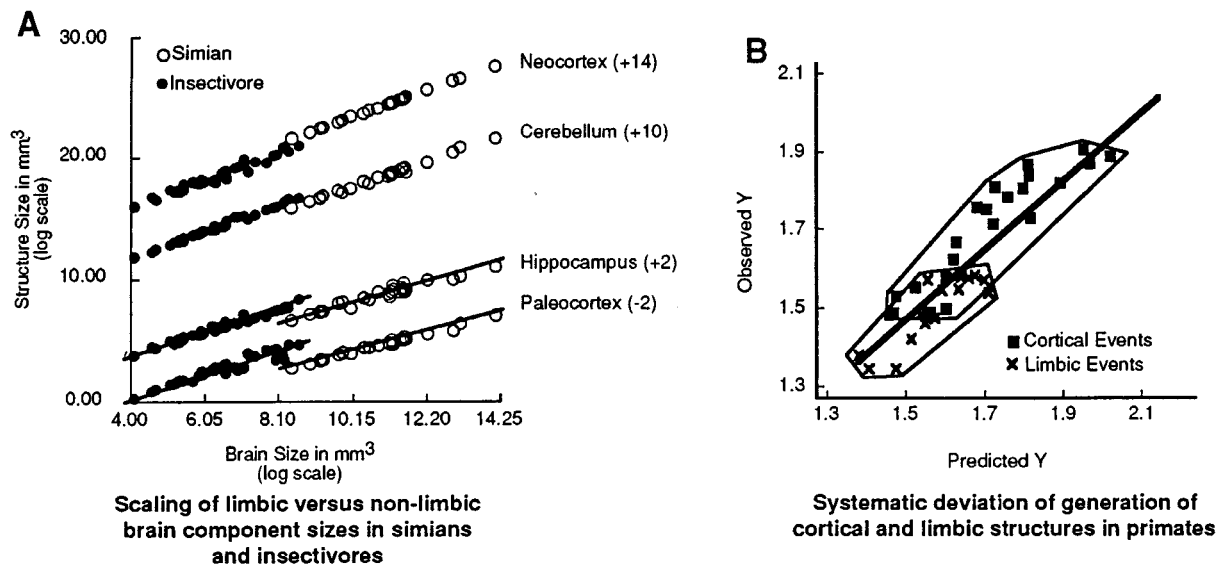 A
30.00
20.00
10.00
0.00
Structure Size in mm³
(log scale)
Simian
Insectivore
Neocortex (+14)
Cerebellum (+10)
Hippocampus (+2)
Paleocortex (-2)
4.00 6.05 8.10 10.15 12.20 14.25
Brain Size in mm³
(log scale)
Scaling of limbic versus non-limbic
brain component sizes in simians
and insectivores
B
2.1
1.9
1.7
1.5
1.3
Observed Y
Cortical Events
Limbic Events
1.3 1.5 1.7 1.9 2.1
Predicted Y
Systematic deviation of generation of
cortical and limbic structures in primates